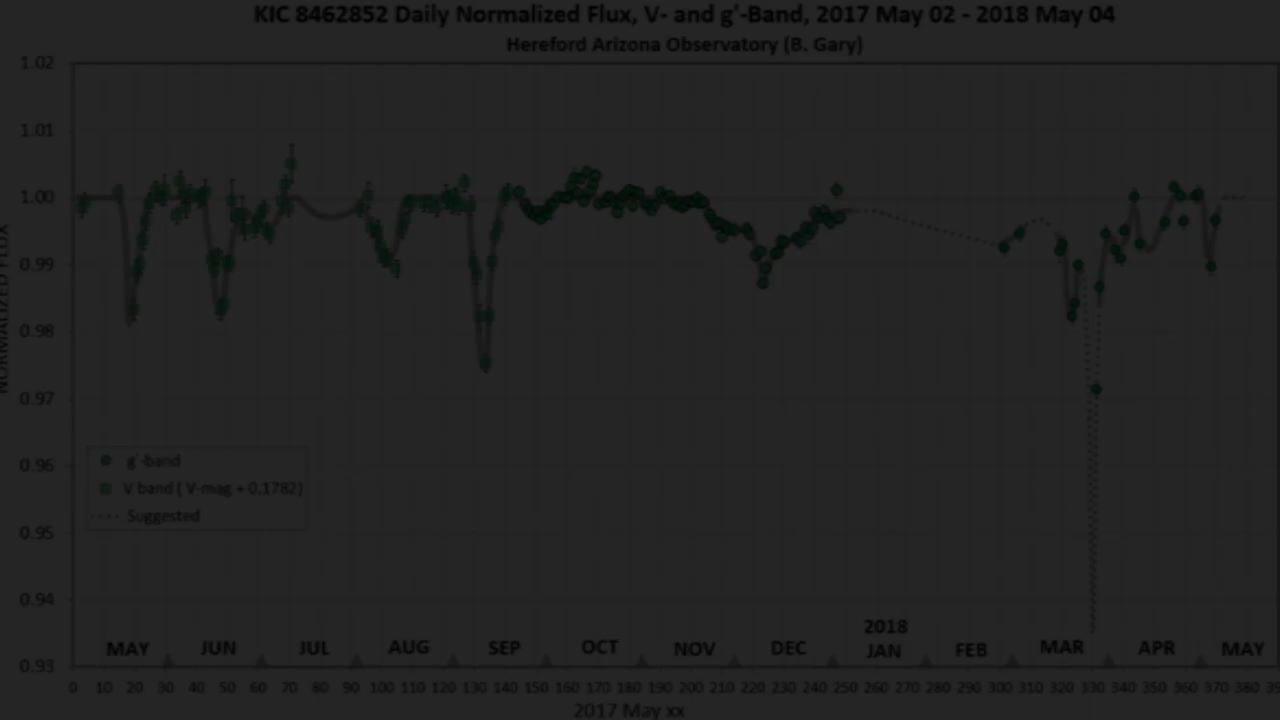 KIC 8462852 Daily Normalized Flux, V- and g'-Band, 2017 May 02 - 2018 May 04
Hereford Arizona Observatory (B. Gary)
1.02
1.01
1.00
0.99
0.98
0.97
0.96
0.95
0.94
0.93
NORMALIZED FLUX
g'-band
V band ( V-mag + 0.1782)
Suggested
2018
MAY JUN JUL AUG SEP OCT NOV DEC JAN FEB MAR APR MAY
0 10 20 30 40 50 60 70 80 90 100 110 120 130 140 150 160 170 180 190 200 210 220 230 240 250 260 270 280 290 300 310 320 330 340 350 360 370 380
2017 May xx